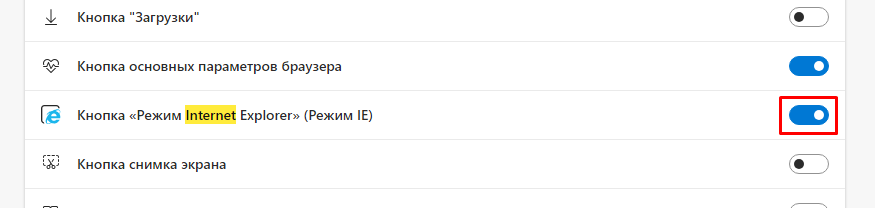 Кнопка "Загрузки"
Кнопка основных параметров браузера
Кнопка «Режим Internet Explorer» (Режим IE)
Кнопка снимка экрана